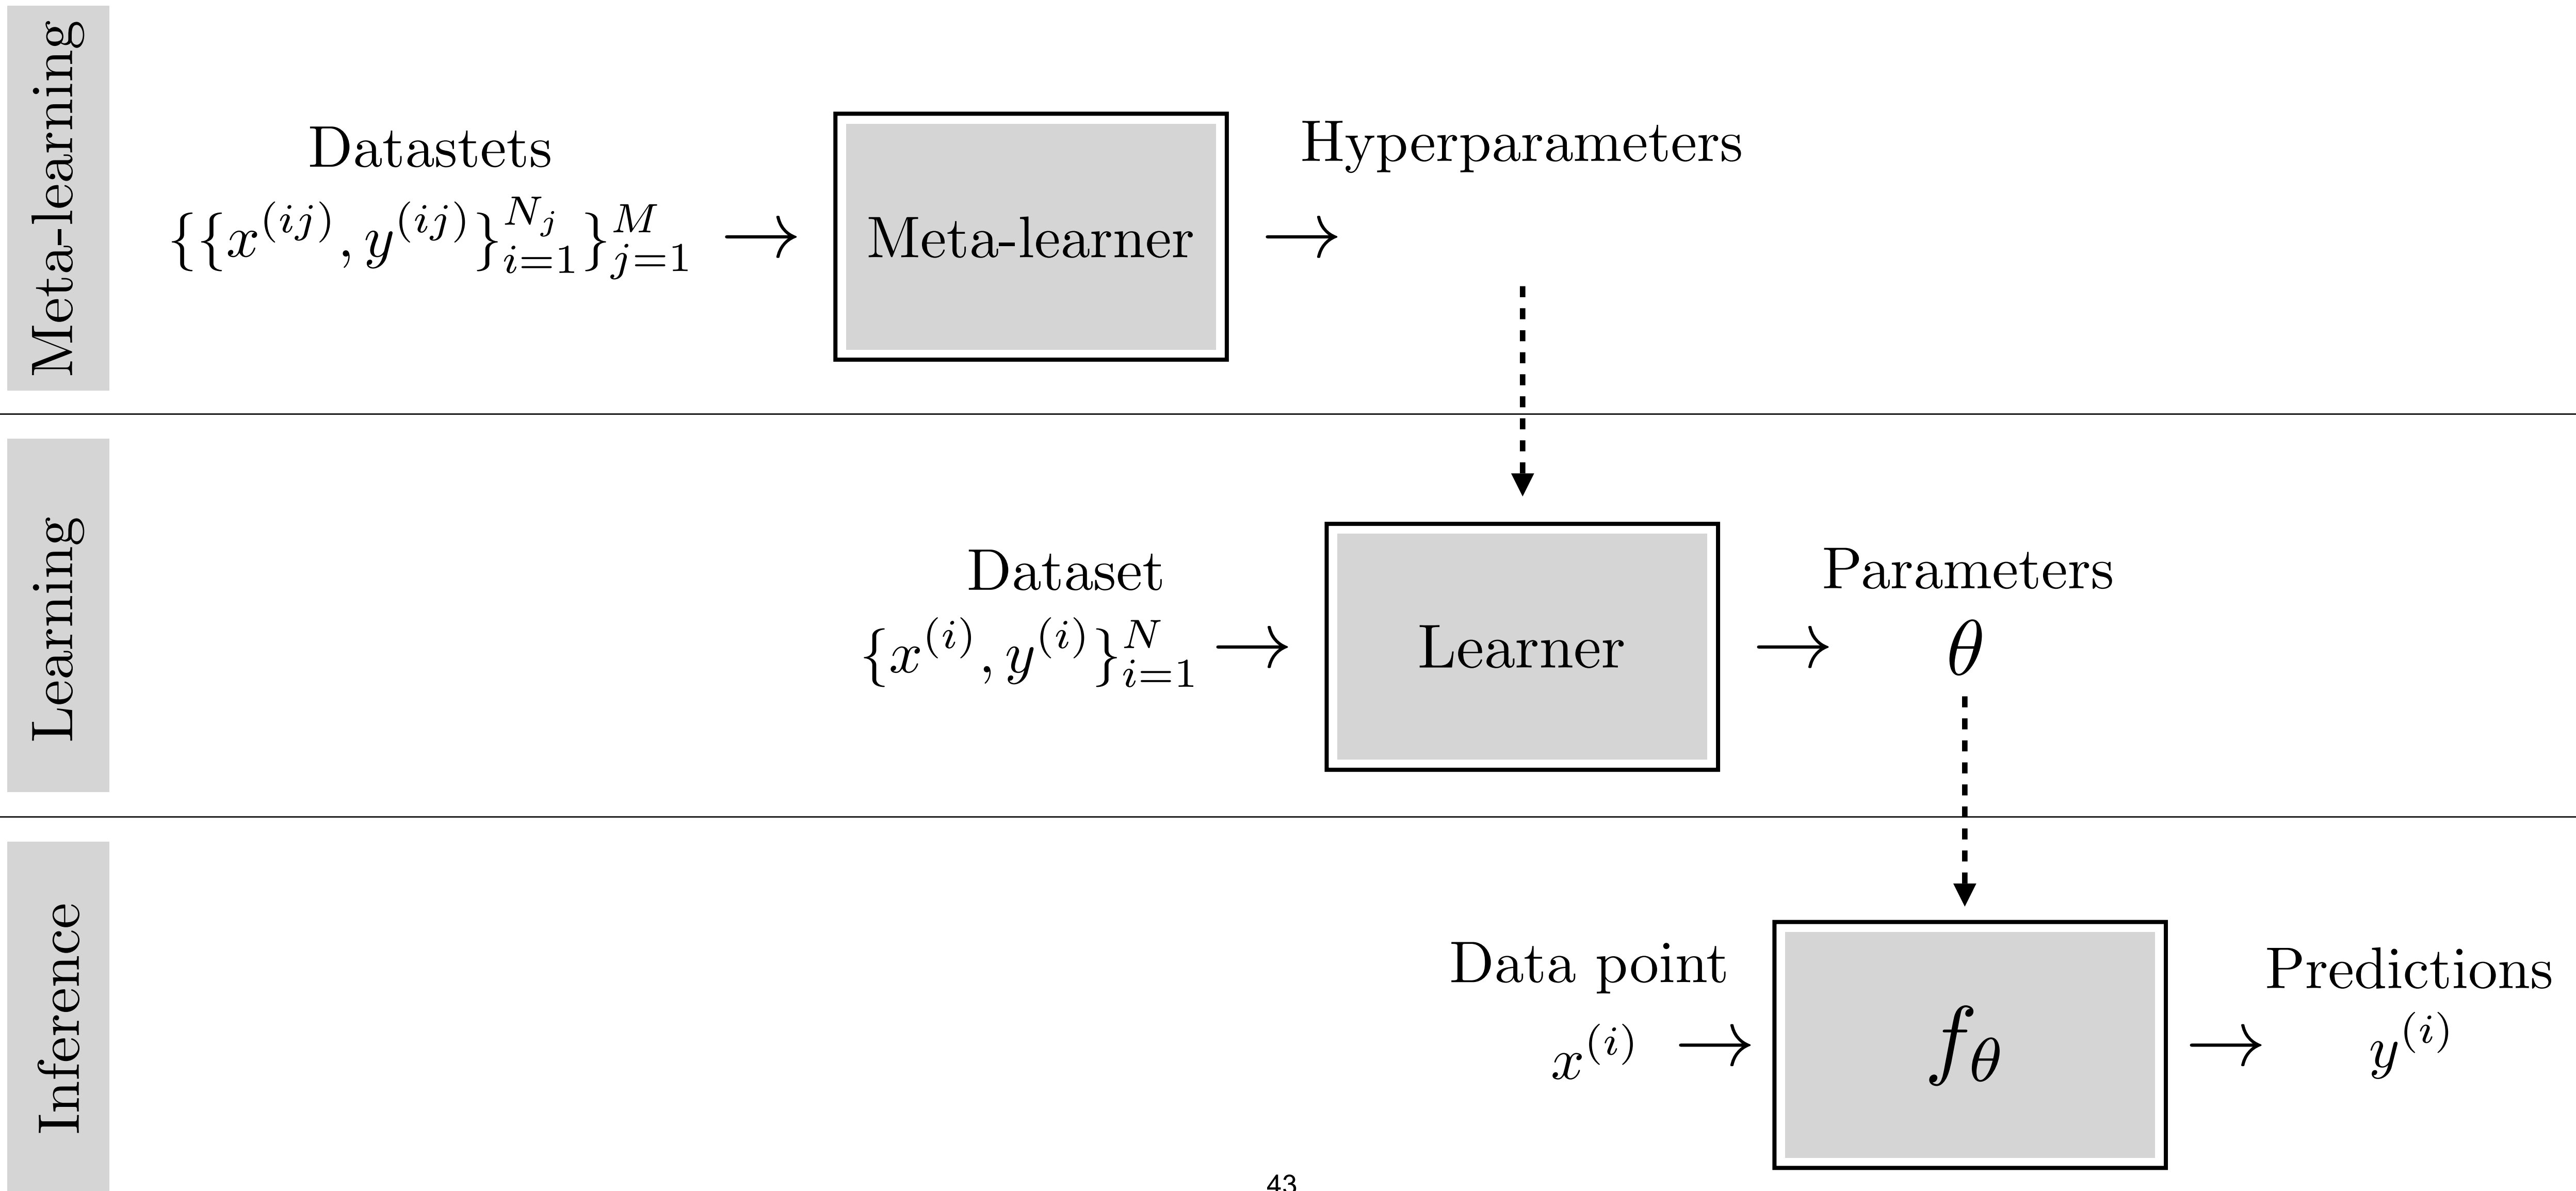 Meta-learning
Datastets
{{x^(ij), y^(ij)}_{i=1}^{N_j}}_{j=1}^{M} → Meta-learner →
Hyperparameters
Learning
Dataset
{x^(i), y^(i)}_{i=1}^{N} → Learner →
Parameters
θ
Inference
Data point
x^(i) → f_θ →
Predictions
y^(i)
43